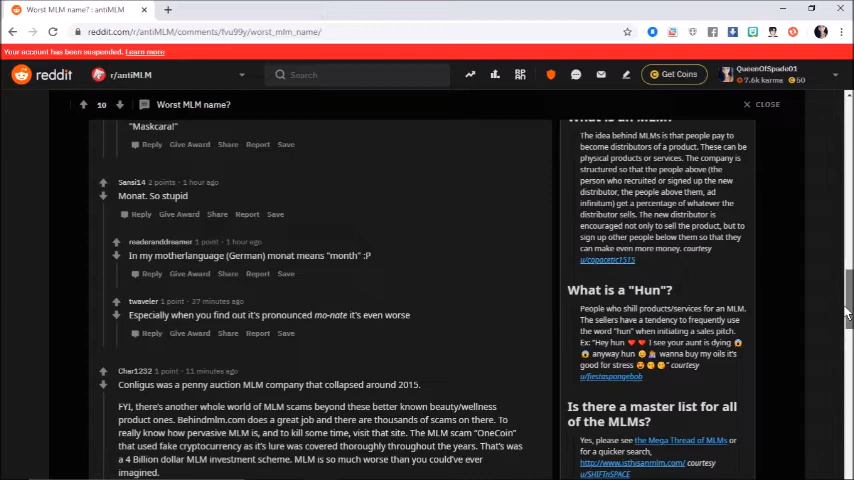 Worst MLM name? : antiMLM
reddit.com/r/antiMLM/comments/fvu99y/worst_mlm_name/
Your account has been suspended. Learn more
reddit
r/antiMLM
Search
Get Coins
QueenOfSpade01
7.6k karma 50
10 Worst MLM name?
CLOSE
"Maskcara!"
Reply Give Award Share Report Save
Sansi14 2 points · 1 hour ago
Monat. So stupid
Reply Give Award Share Report Save
readeranddreamer 1 point · 1 hour ago
In my motherlanguage (German) monat means "month" :P
Reply Give Award Share Report Save
twaveler 1 point · 37 minutes ago
Especially when you find out it's pronounced mo-nate it's even worse
Reply Give Award Share Report Save
Char1232 1 point · 11 minutes ago
Conligus was a penny auction MLM company that collapsed around 2015.
FYI, there's another whole world of MLM scams beyond these better known beauty/wellness
product ones. Behindmlm.com does a great job and there are thousands of scams on there. To
really know how pervasive MLM is, and to kill some time, visit that site. The MLM scam "OneCoin"
that used fake cryptocurrency as it's lure was covered thoroughly throughout the years. That's was
a 4 Billion dollar MLM investment scheme. MLM is so much worse than you could've ever
imagined.
What is an MLM?
The idea behind MLMs is that people pay to
become distributors of a product. These can be
physical products or services. The company is
structured so that the people above (the
person who recruited or signed up the new
distributor, the people above them, ad
infinitum) get a percentage of whatever the
distributor sells. The new distributor is
encouraged not only to sell the product, but to
sign up other people below them so that they
can make even more money. courtesy
u/copacetic1515
What is a "Hun"?
People who shill products/services for an MLM.
The sellers have a tendency to frequently use
the word "hun" when initiating a sales pitch.
Ex: "Hey hun ❤️ ❤️ I see your aunt is dying 😱
😱 anyway hun 😊 💁 wanna buy my oils it's
good for stress 🤩 😘 😘" courtesy
u/fiestaspongebob
Is there a master list for all
of the MLMs?
Yes, please see the Mega Thread of MLMs or
for a quicker search,
http://www.isthisanmlm.com/ courtesy
u/SHIFTnSPACE